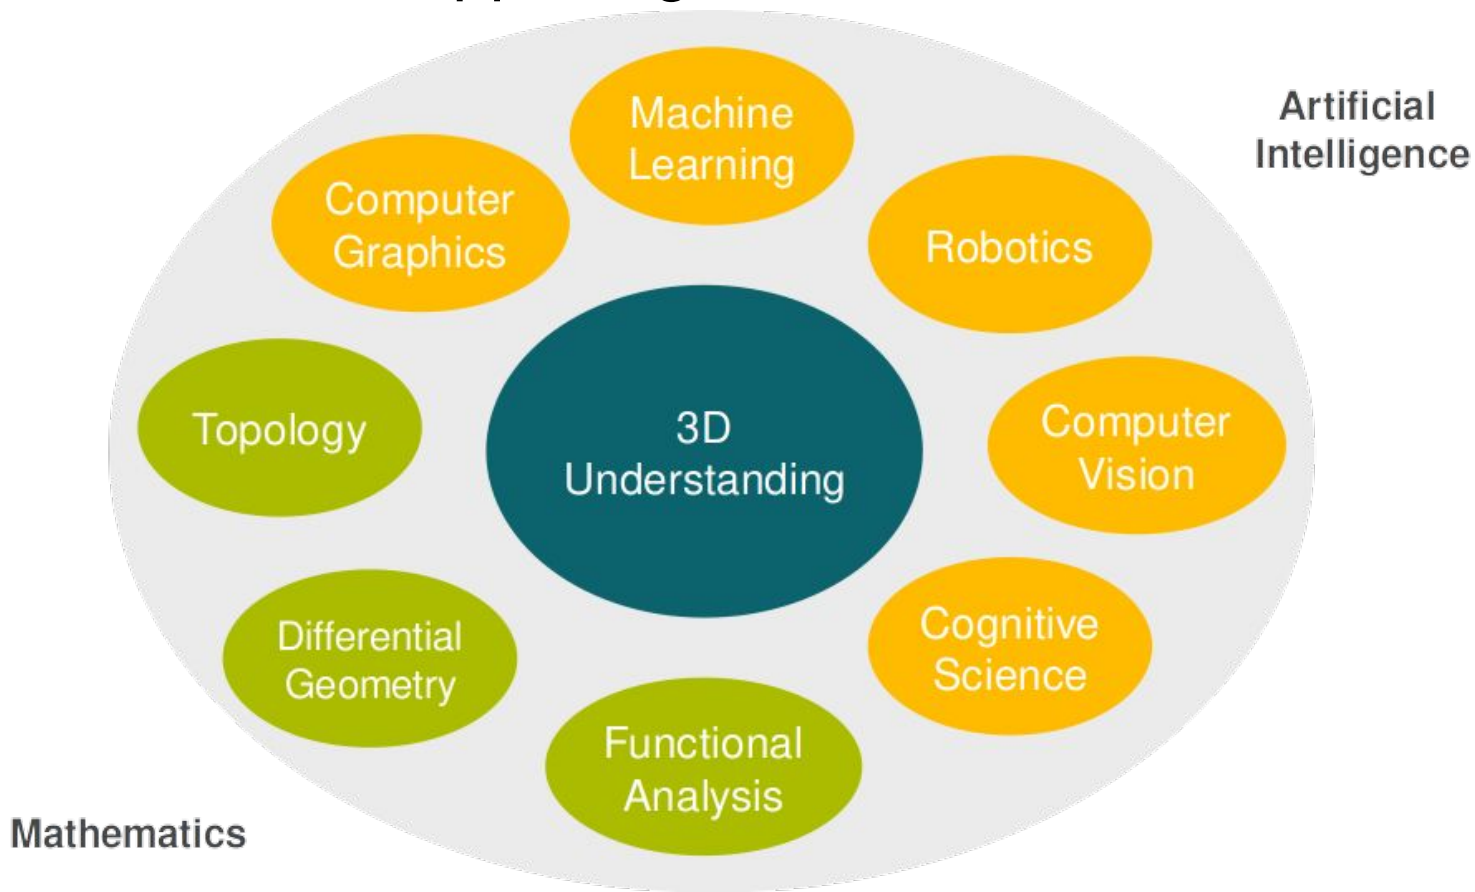 Machine
Learning
Artificial
Intelligence
Computer
Graphics
Robotics
Topology
3D
Understanding
Computer
Vision
Differential
Geometry
Cognitive
Science
Functional
Analysis
Mathematics